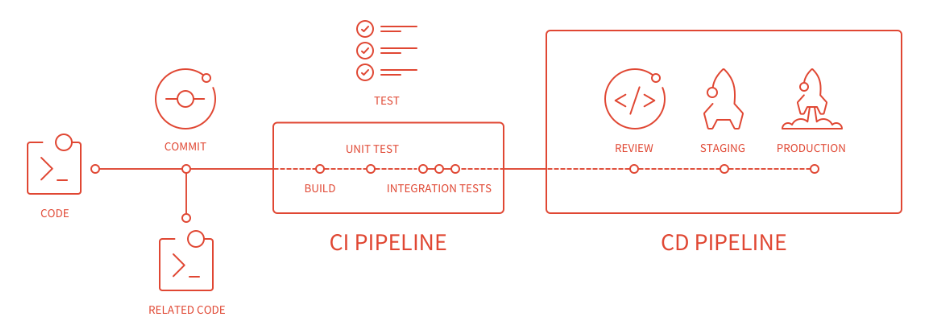 TEST
COMMIT
CODE
RELATED CODE
UNIT TEST
BUILD
INTEGRATION TESTS
CI PIPELINE
REVIEW
STAGING
PRODUCTION
CD PIPELINE